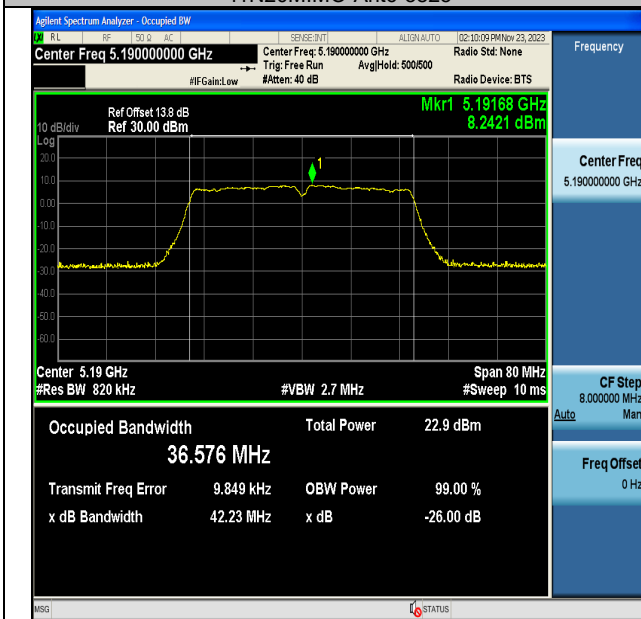 Agilent Spectrum Analyzer - Occupied BW
RL RF 50 Ω AC SENSE:INT ALIGN AUTO 02:10:09 PM Nov 23, 2023
Center Freq 5.190000000 GHz
Center Freq: 5.190000000 GHz
Radio Std: None
Trig: Free Run Avg|Hold: 500/500
#IFGain:Low
#Atten: 40 dB
Radio Device: BTS
Frequency
Ref Offset 13.8 dB
Mkr1 5.19168 GHz
10 dB/div Ref 30.00 dBm
8.2421 dBm
Log
20.0
10.0
0.00
-10.0
-20.0
-30.0
-40.0
-50.0
-60.0
1
Center 5.19 GHz
Span 80 MHz
#Res BW 820 kHz
#VBW 2.7 MHz
#Sweep 10 ms
Occupied Bandwidth
Total Power 22.9 dBm
36.576 MHz
Transmit Freq Error 9.849 kHz OBW Power 99.00 %
x dB Bandwidth 42.23 MHz x dB -26.00 dB
Center Freq
5.190000000 GHz
CF Step
8.000000 MHz
Auto Man
Freq Offset
0 Hz
MSG
STATUS